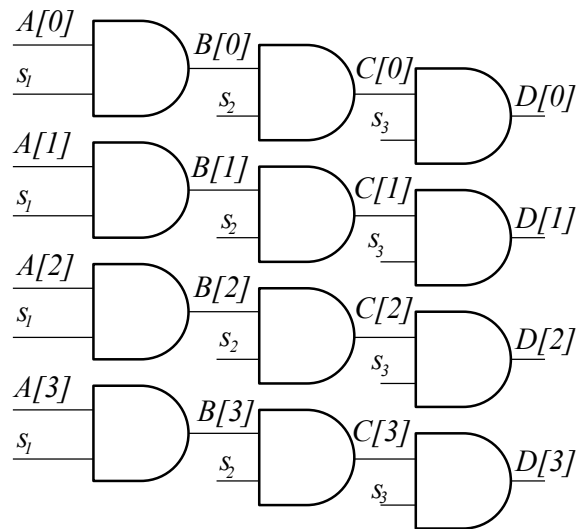 A[0]
B[0]
s1
C[0]
s2
D[0]
s3
A[1]
B[1]
s1
C[1]
s2
D[1]
s3
A[2]
B[2]
s1
C[2]
s2
D[2]
s3
A[3]
B[3]
s1
C[3]
s2
D[3]
s3